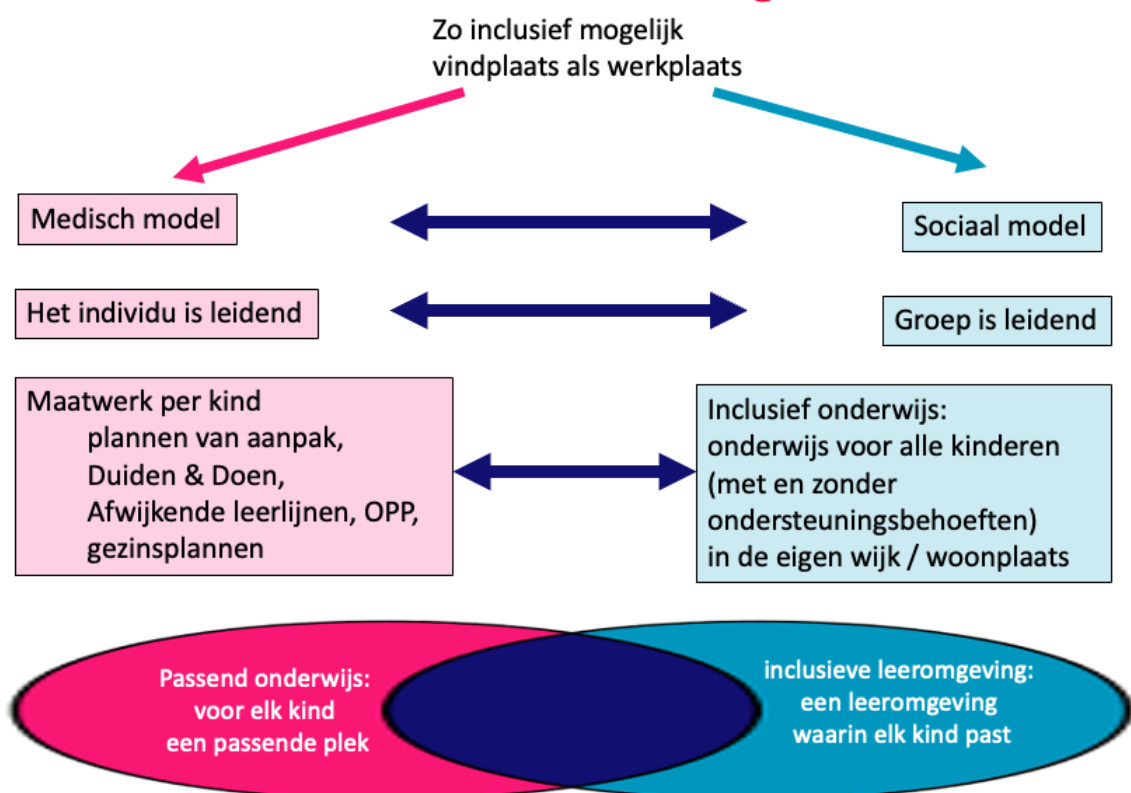 Zo inclusief mogelijk
vindplaats als werkplaats
Medisch model
Sociaal model
Het individu is leidend
Groep is leidend
Maatwerk per kind
plannen van aanpak,
Duiden & Doen,
Afwijkende leerlijnen, OPP,
gezinsplannen
Inclusief onderwijs:
onderwijs voor alle kinderen
(met en zonder
ondersteuningsbehoeften)
in de eigen wijk / woonplaats
Passend onderwijs:
voor elk kind
een passende plek
inclusieve leeromgeving:
een leeromgeving
waarin elk kind past